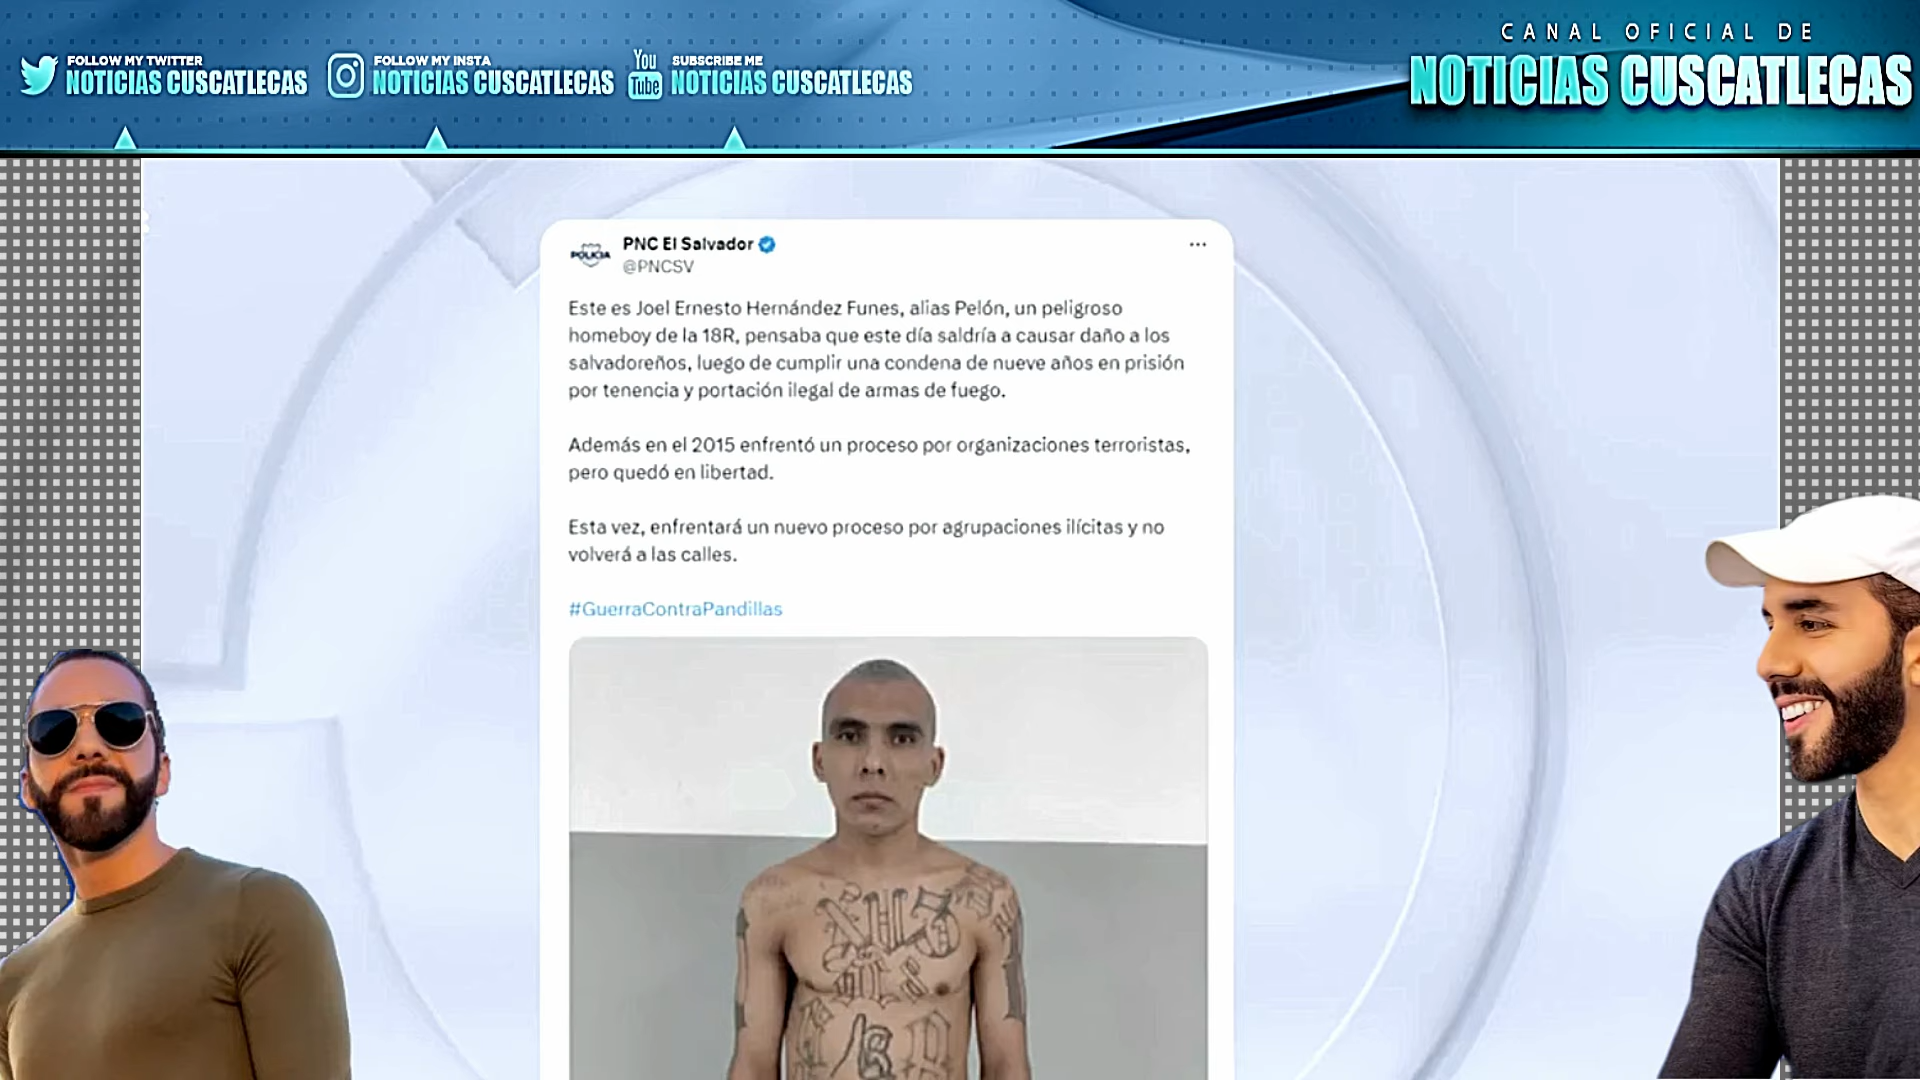 CANAL OFICIAL DE
NOTICIAS CUSCATLECAS
FOLLOW MY TWITTER
NOTICIAS CUSCATLECAS
FOLLOW MY INSTA
NOTICIAS CUSCATLECAS
You
Tube
SUBSCRIBE ME
NOTICIAS CUSCATLECAS
POLICIA
PNC El Salvador
@PNCSV
Este es Joel Ernesto Hernández Funes, alias Pelón, un peligroso
homeboy de la 18R, pensaba que este día saldría a causar daño a los
salvadoreños, luego de cumplir una condena de nueve años en prisión
por tenencia y portación ilegal de armas de fuego.
Además en el 2015 enfrentó un proceso por organizaciones terroristas,
pero quedó en libertad.
Esta vez, enfrentará un nuevo proceso por agrupaciones ilícitas y no
volverá a las calles.
#GuerraContraPandillas